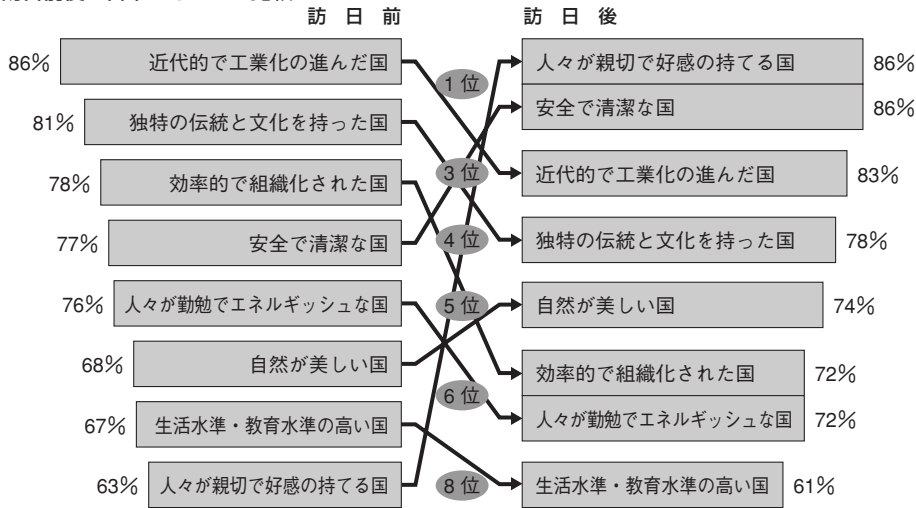 訪日前
訪日後
86% 近代的で工業化の進んだ国
81% 独特の伝統と文化を持った国
78% 効率的で組織化された国
77% 安全で清潔な国
76% 人々が勤勉でエネルギッシュな国
68% 自然が美しい国
67% 生活水準・教育水準の高い国
63% 人々が親切で好感の持てる国
1位
3位
4位
5位
6位
8位
人々が親切で好感の持てる国 86%
安全で清潔な国 86%
近代的で工業化の進んだ国 83%
独特の伝統と文化を持った国 78%
自然が美しい国 74%
効率的で組織化された国 72%
人々が勤勉でエネルギッシュな国 72%
生活水準・教育水準の高い国 61%